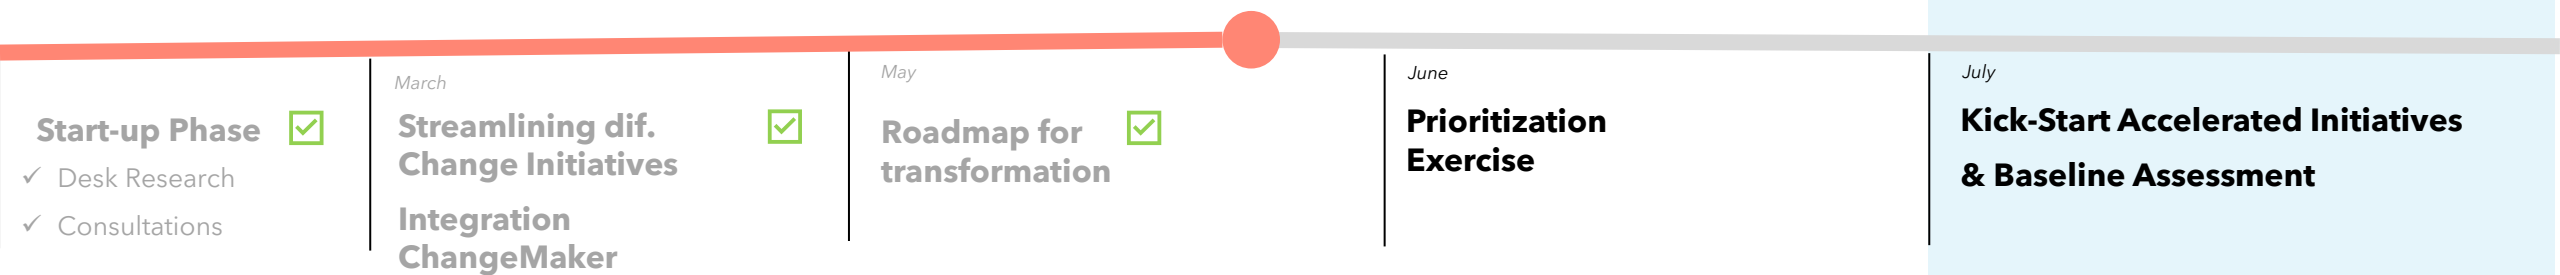 Start-up Phase
Desk Research
Consultations
March
Streamlining dif.
Change Initiatives
Integration
ChangeMaker
May
Roadmap for
transformation
June
Prioritization
Exercise
July
Kick-Start Accelerated Initiatives
& Baseline Assessment